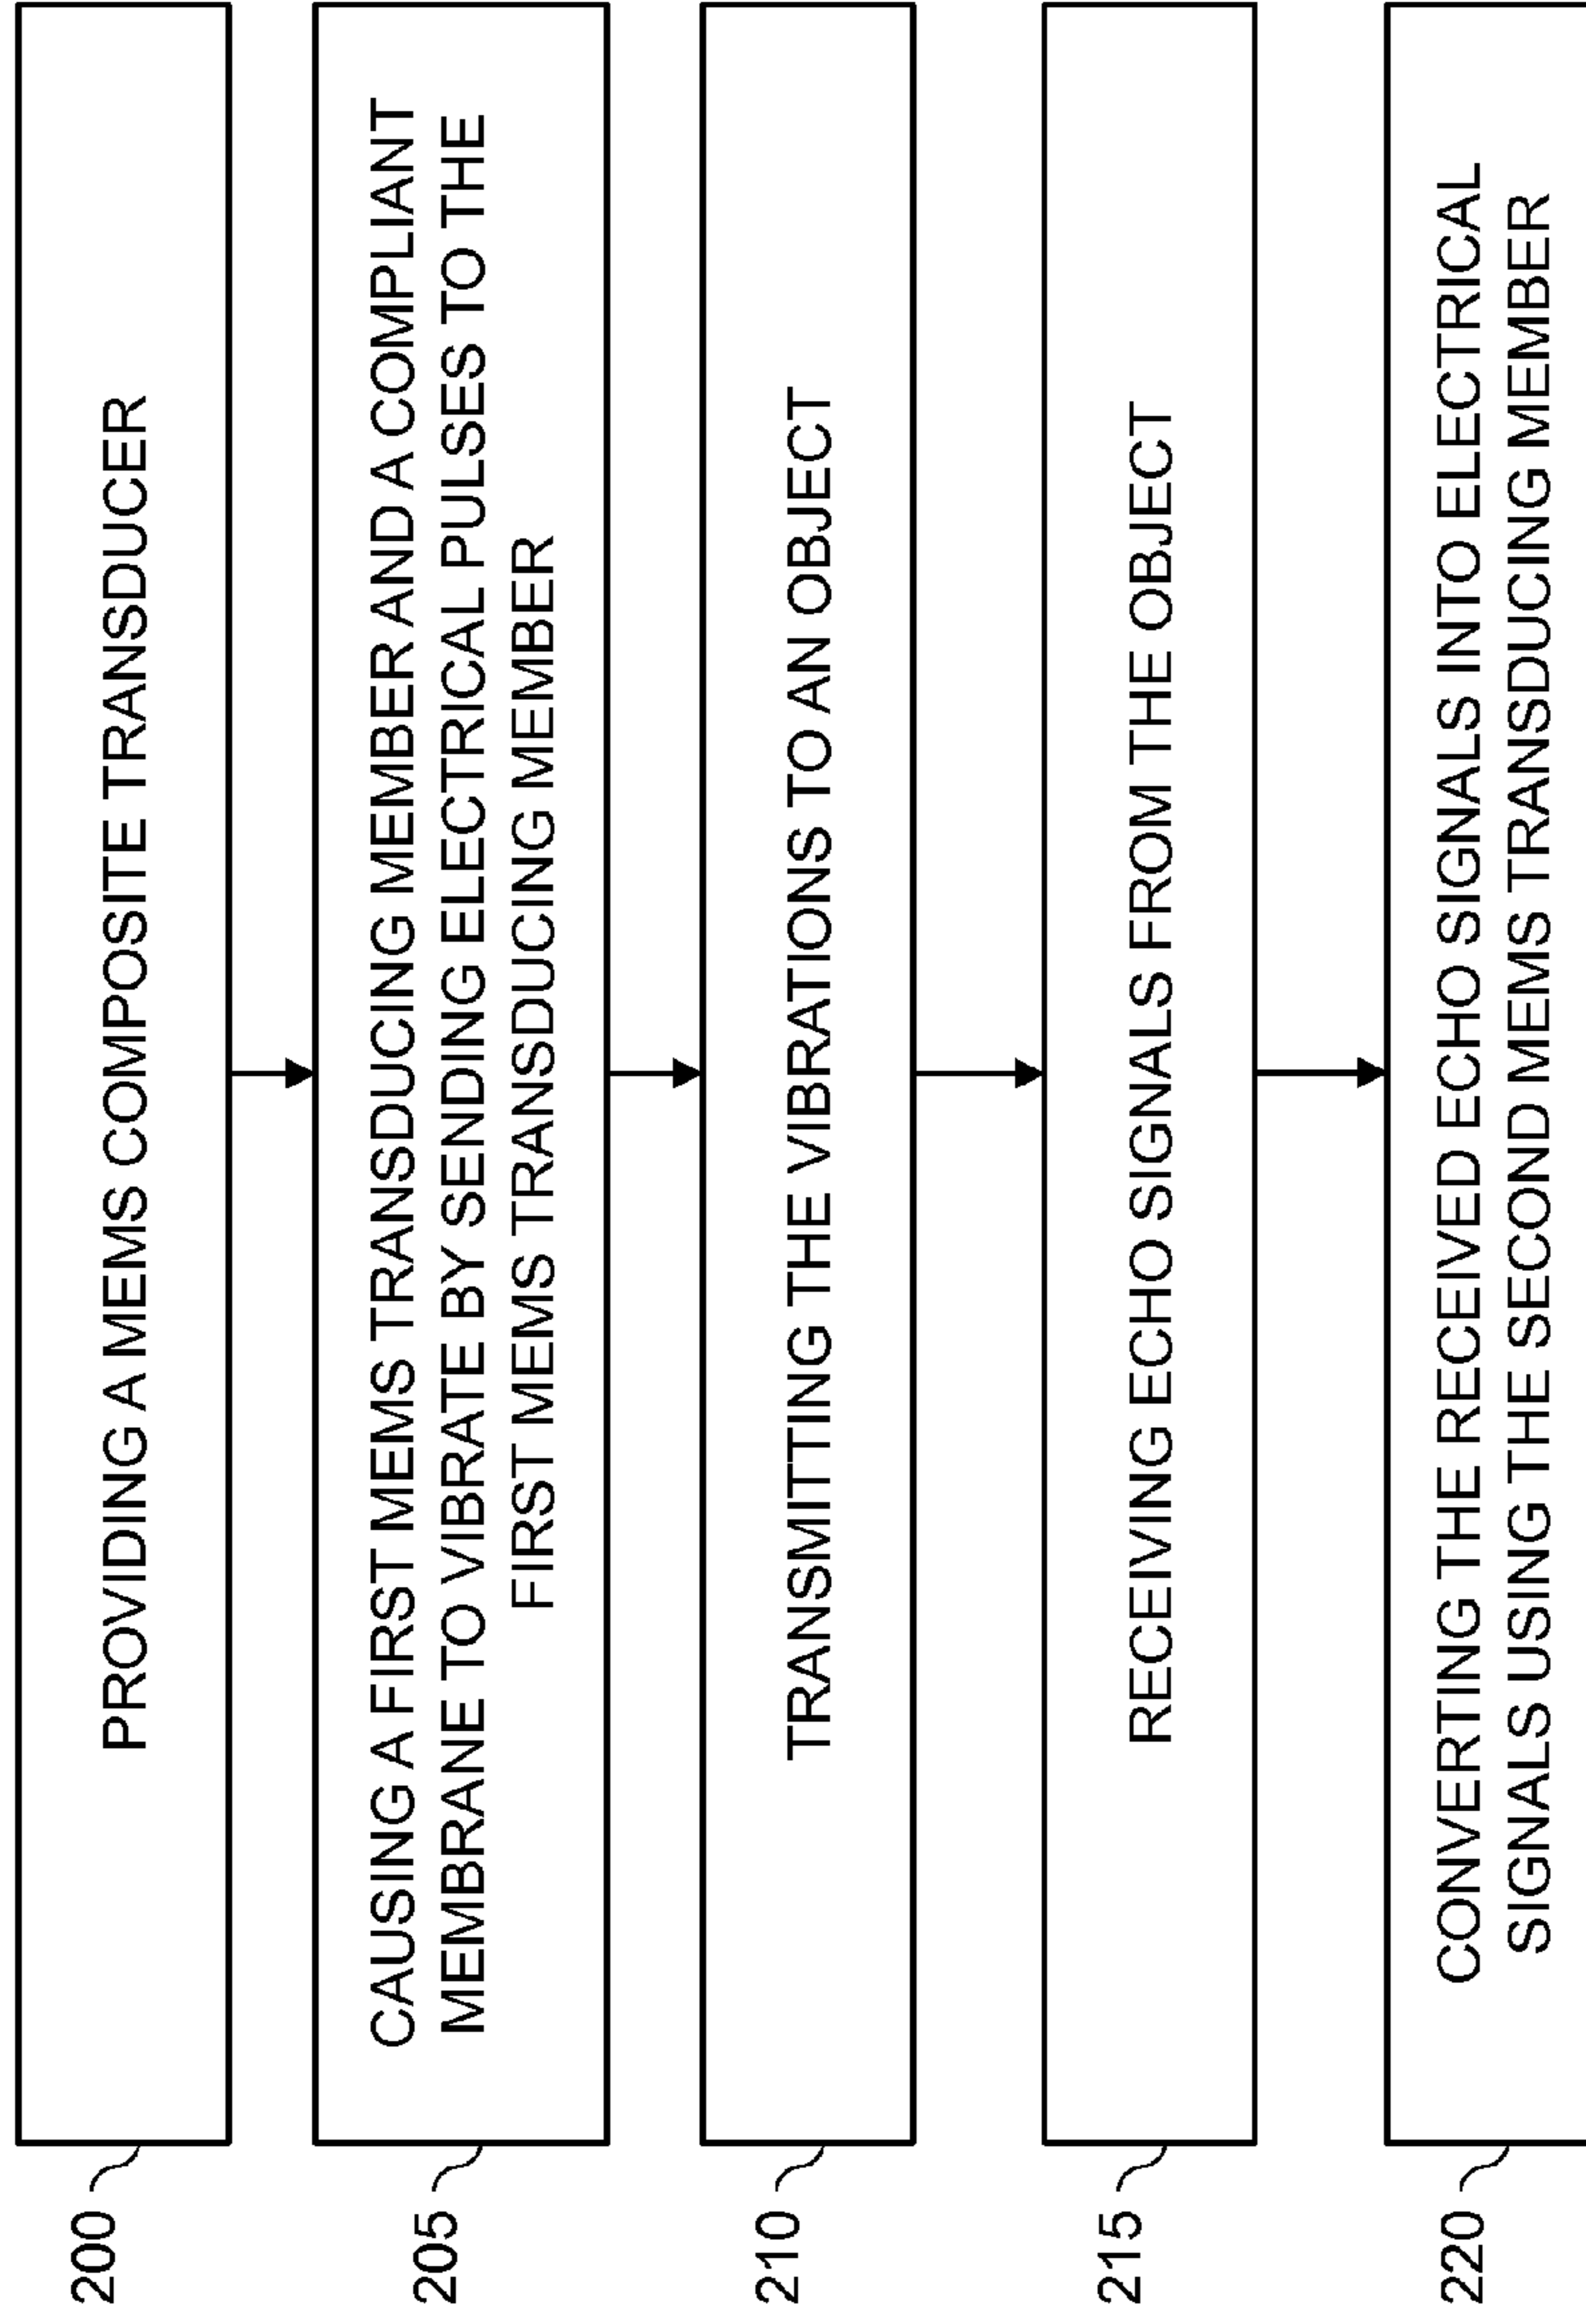 200
PROVIDING A MEMS COMPOSITE TRANSDUCER
205
CAUSING A FIRST MEMS TRANSDUCING MEMBER AND A COMPLIANT
MEMBRANE TO VIBRATE BY SENDING ELECTRICAL PULSES TO THE
FIRST MEMS TRANSDUCING MEMBER
210
TRANSMITTING THE VIBRATIONS TO AN OBJECT
215
RECEIVING ECHO SIGNALS FROM THE OBJECT
220
CONVERTING THE RECEIVED ECHO SIGNALS INTO ELECTRICAL
SIGNALS USING THE SECOND MEMS TRANSDUCING MEMBER